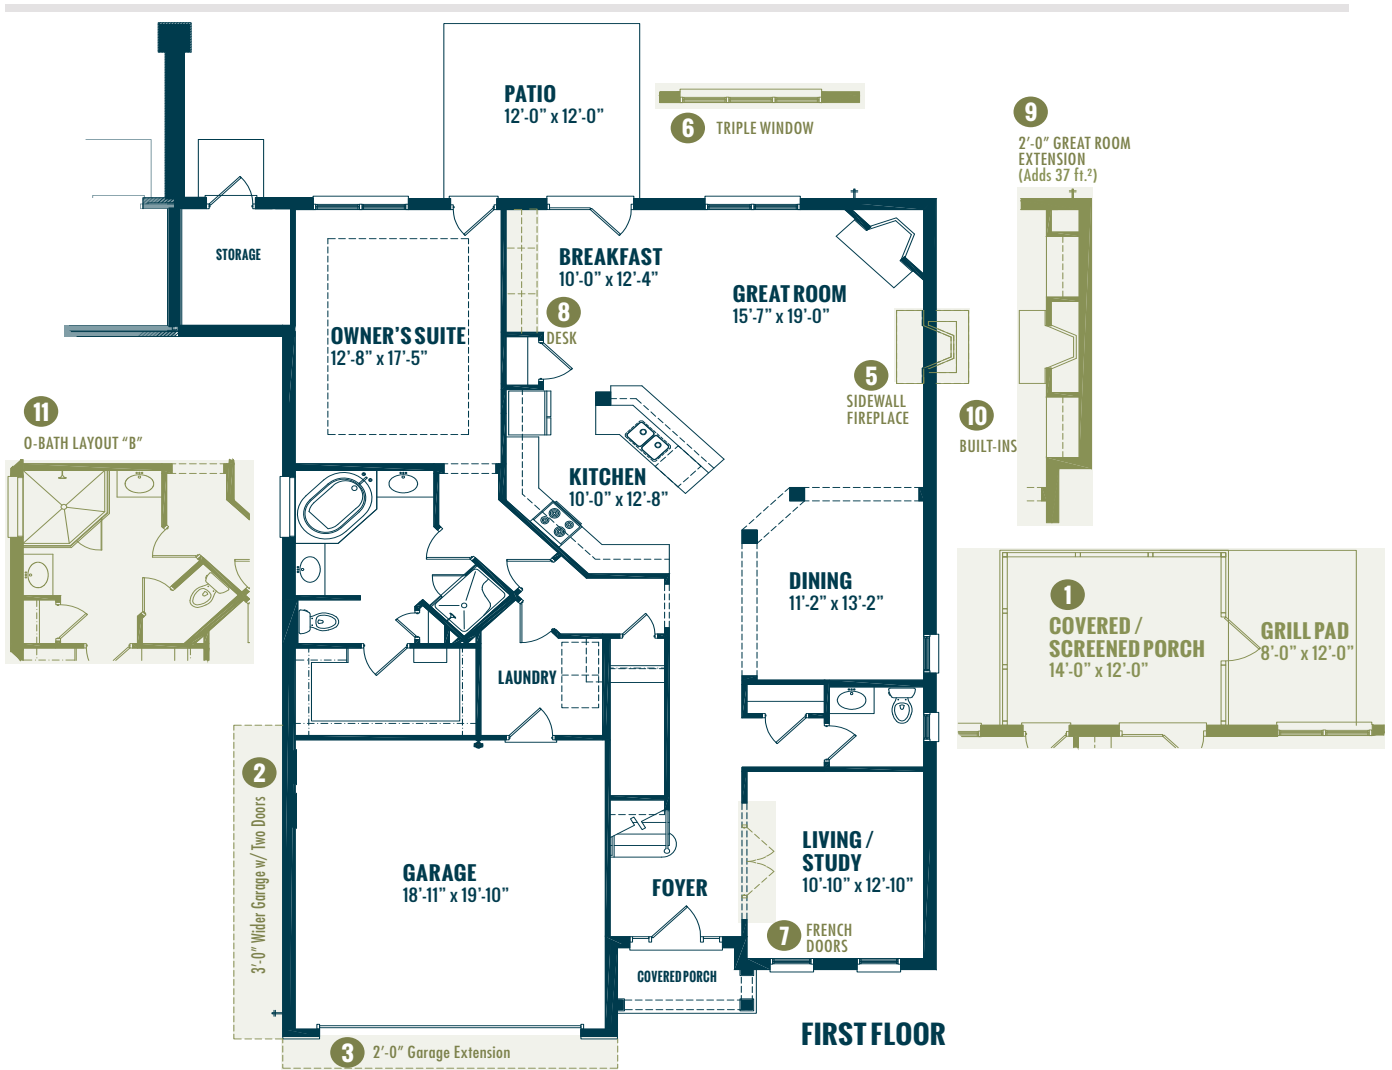 PATIO
12'-0" x 12'-0"
6 TRIPLE WINDOW
9
2'-0" GREAT ROOM
EXTENSION
(Adds 37 ft.²)
STORAGE
BREAKFAST
10'-0" x 12'-4"
GREAT ROOM
15'-7" x 19'-0"
8
DESK
OWNER'S SUITE
12'-8" x 17'-5"
5
SIDEWALL
FIREPLACE
10
BUILT-INS
11
O-BATH LAYOUT "B"
KITCHEN
10'-0" x 12'-8"
DINING
11'-2" x 13'-2"
1
COVERED /
SCREENED PORCH
14'-0" x 12'-0"
GRILL PAD
8'-0" x 12'-0"
LAUNDRY
2
3'-0" Wider Garage w/ Two Doors
GARAGE
18'-11" x 19'-10"
LIVING /
STUDY
10'-10" x 12'-10"
FOYER
7 FRENCH
DOORS
COVERED PORCH
FIRST FLOOR
3 2'-0" Garage Extension